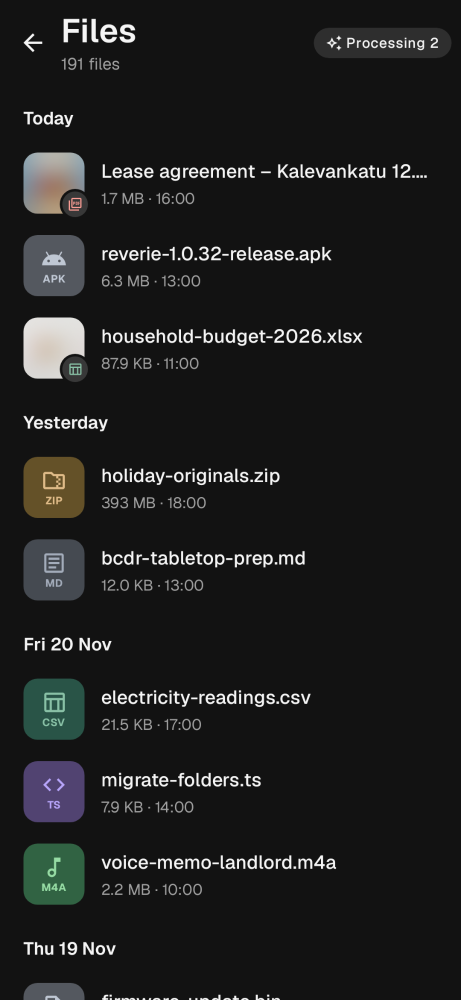 Files
191 files
Processing 2
Today
Lease agreement – Kalevankatu 12....
1.7 MB · 16:00
reverie-1.0.32-release.apk
APK
6.3 MB · 13:00
household-budget-2026.xlsx
87.9 KB · 11:00
Yesterday
holiday-originals.zip
ZIP
393 MB · 18:00
bcdr-tabletop-prep.md
MD
12.0 KB · 13:00
Fri 20 Nov
electricity-readings.csv
CSV
21.5 KB · 17:00
migrate-folders.ts
TS
7.9 KB · 14:00
voice-memo-landlord.m4a
M4A
2.2 MB · 10:00
Thu 19 Nov
firmware-update.bin